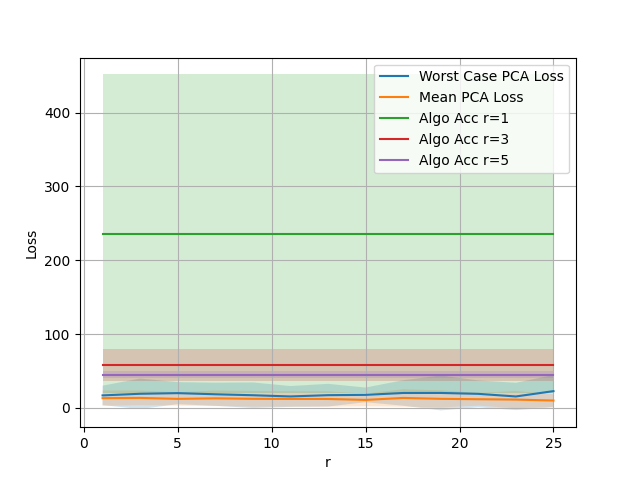 Worst Case PCA Loss
Mean PCA Loss
Algo Acc r=1
Algo Acc r=3
Algo Acc r=5
Loss
400
300
200
100
0
0 5 10 15 20 25
r